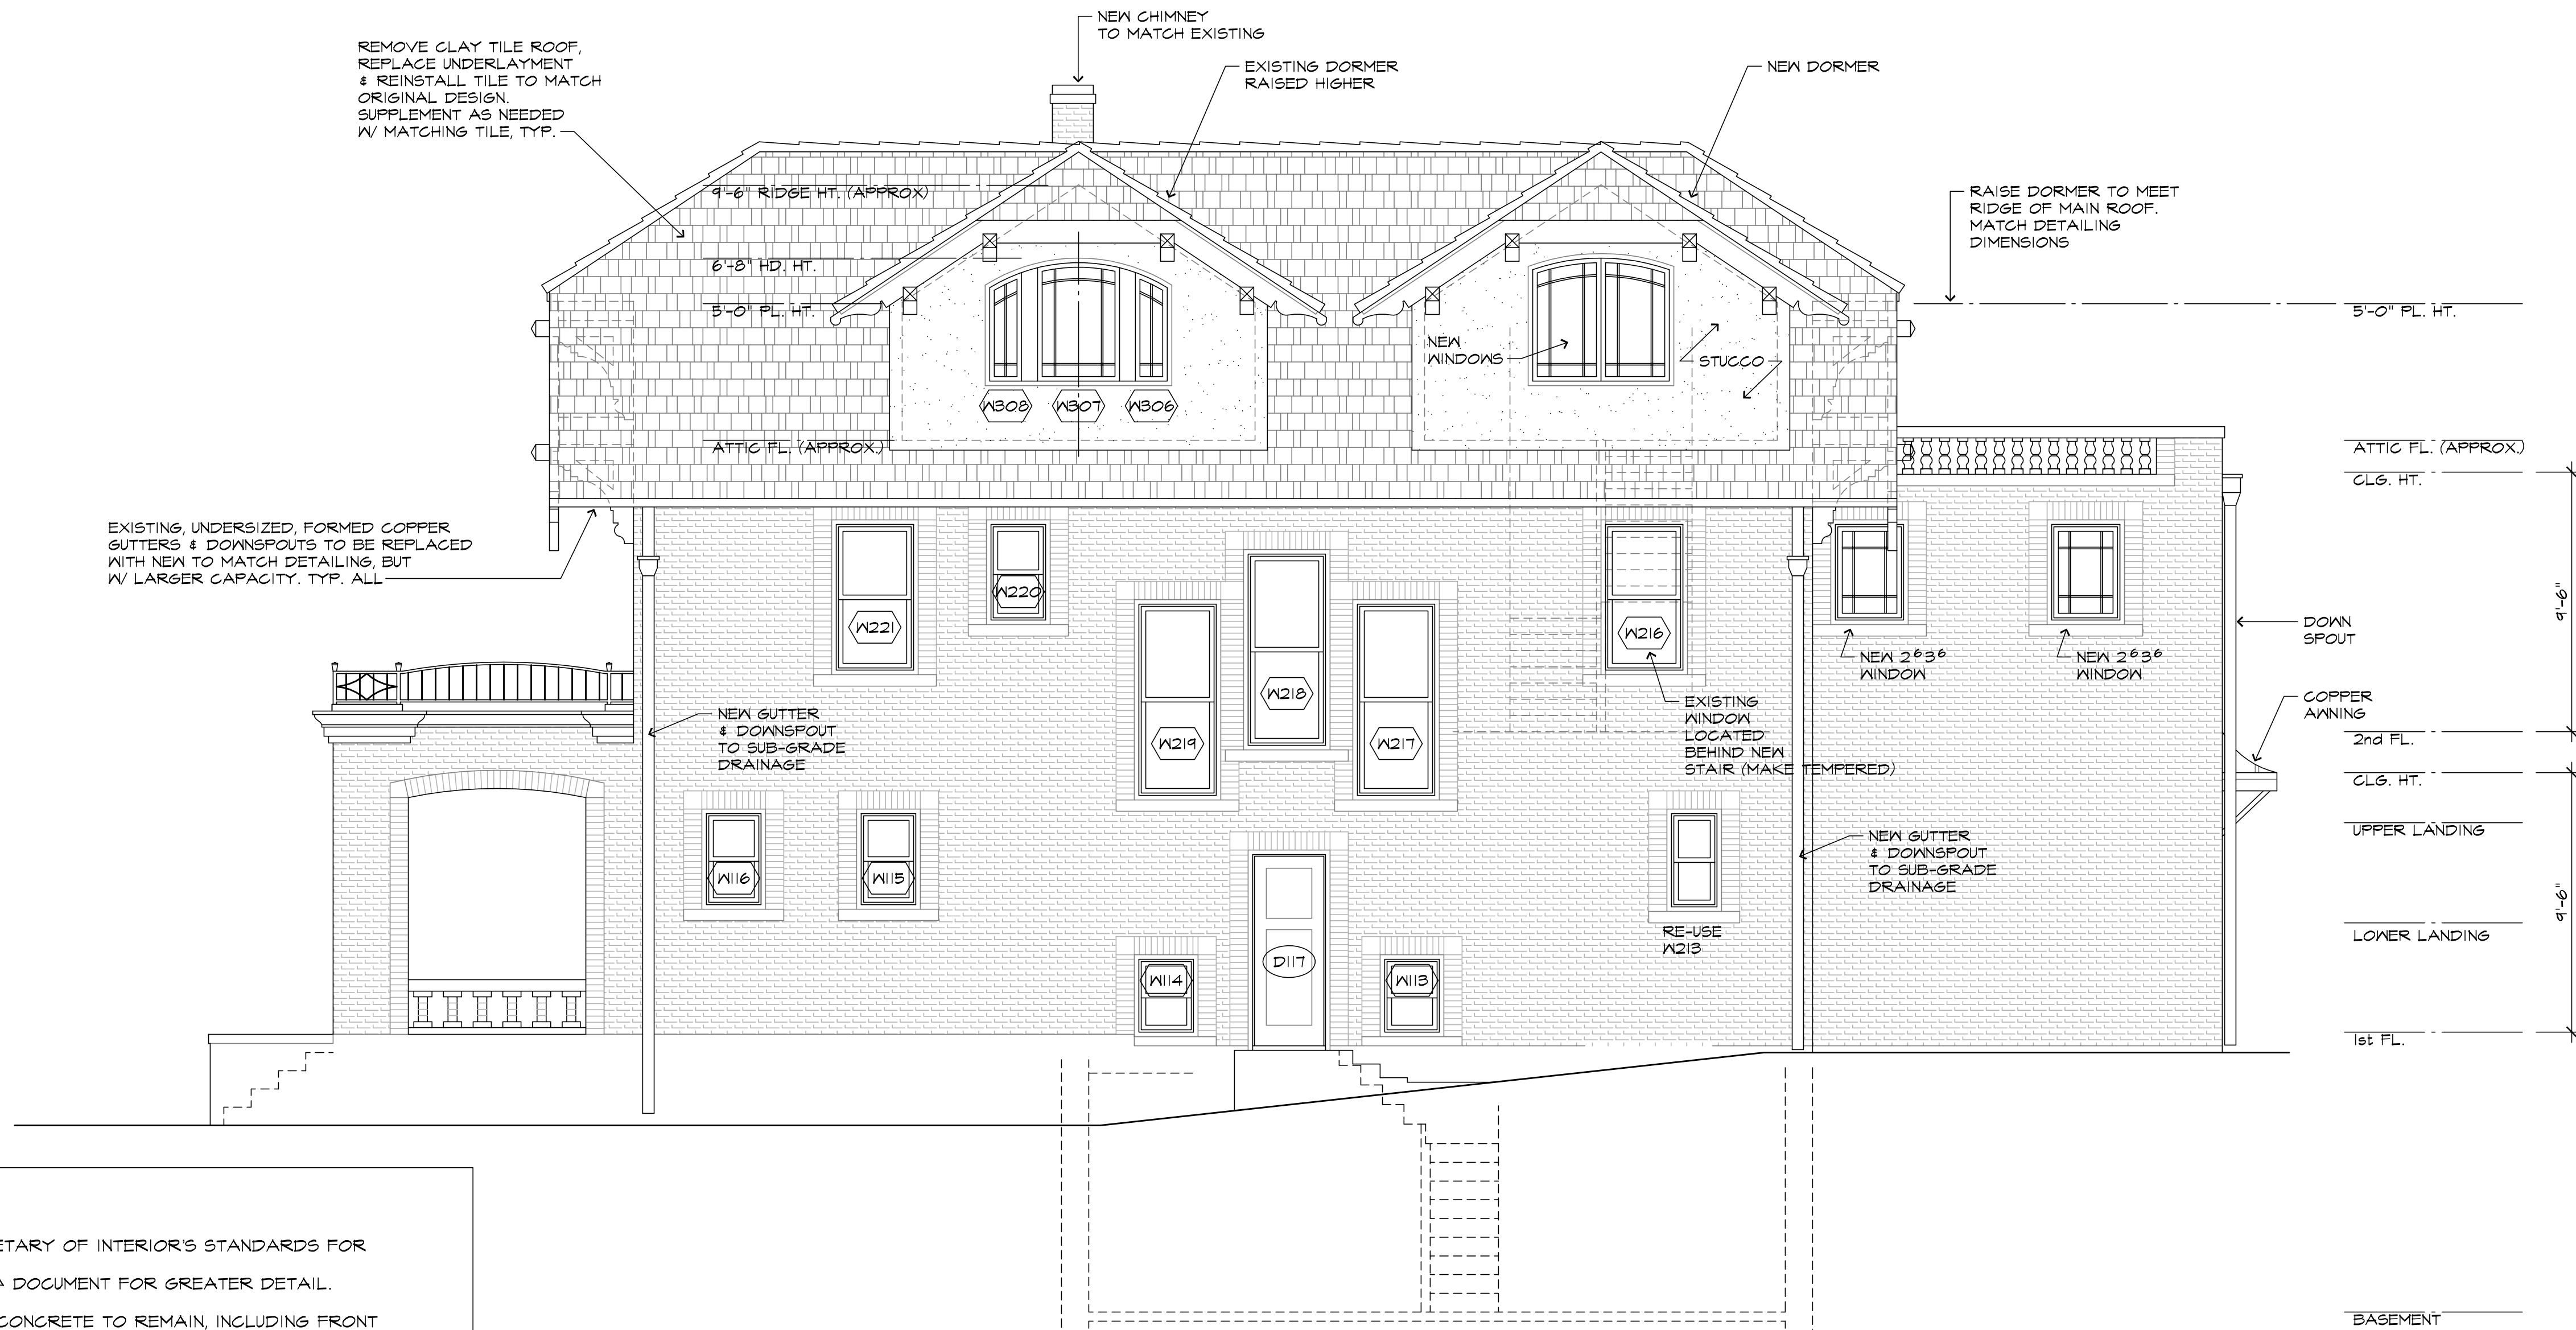 NEW CHIMNEY
TO MATCH EXISTING
REMOVE CLAY TILE ROOF,
REPLACE UNDERLAYMENT
& REINSTALL TILE TO MATCH
ORIGINAL DESIGN.
SUPPLEMENT AS NEEDED
W/ MATCHING TILE, TYP.
EXISTING DORMER
RAISED HIGHER
NEW DORMER
RAISE DORMER TO MEET
RIDGE OF MAIN ROOF.
MATCH DETAILING
DIMENSIONS
9'-6" RIDGE HT. (APPROX)
6'-8" HD. HT.
5'-0" PL. HT.
5'-0" PL. HT.
NEW
WINDOWS
STUCCO
W308
W307
W306
ATTIC FL. (APPROX.)
ATTIC FL. (APPROX.)
CLG. HT.
EXISTING, UNDERSIZED, FORMED COPPER
GUTTERS & DOWNSPOUTS TO BE REPLACED
WITH NEW TO MATCH DETAILING, BUT
W/ LARGER CAPACITY. TYP. ALL
W221
W220
W218
W219
W217
W216
NEW 2⁶3⁶
WINDOW
NEW 2⁶3⁶
WINDOW
9'-6"
DOWN
SPOUT
COPPER
AWNING
EXISTING
WINDOW
LOCATED
BEHIND NEW
STAIR (MAKE TEMPERED)
NEW GUTTER
& DOWNSPOUT
TO SUB-GRADE
DRAINAGE
2nd FL.
CLG. HT.
UPPER LANDING
W116
W115
NEW GUTTER
& DOWNSPOUT
TO SUB-GRADE
DRAINAGE
9'-6"
RE-USE
W213
LOWER LANDING
W114
D117
W113
1st FL.
ETARY OF INTERIOR'S STANDARDS FOR
DOCUMENT FOR GREATER DETAIL.
CONCRETE TO REMAIN, INCLUDING FRONT
BASEMENT